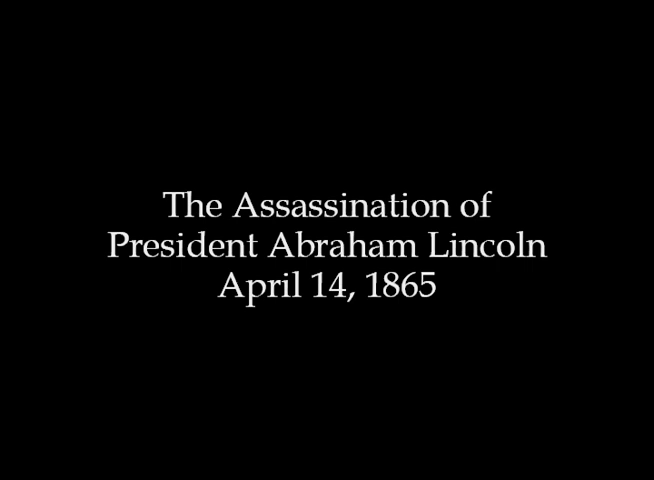 The Assassination of
President Abraham Lincoln
April 14, 1865